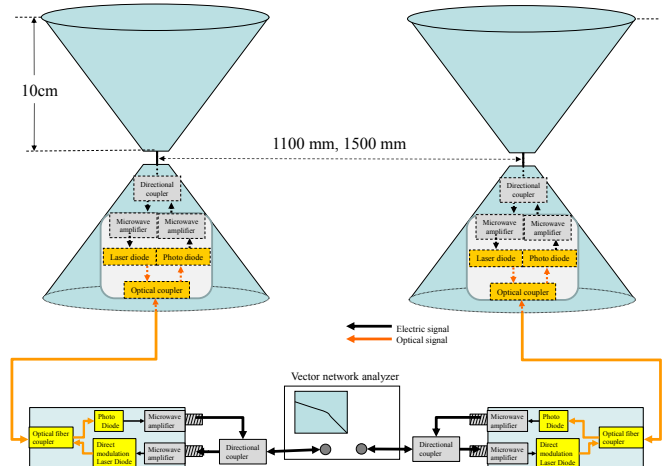 10cm
1100 mm, 1500 mm
Directional
coupler
Microwave
amplifier
Microwave
amplifier
Laser diode
Photo diode
Optical coupler
Directional
coupler
Microwave
amplifier
Microwave
amplifier
Laser diode
Photo diode
Optical coupler
Electric signal
Optical signal
Vector network analyzer
Optical fiber
coupler
Photo
Diode
Microwave
amplifier
Direct
modulation
Laser Diode
Microwave
amplifier
Directional
coupler
Directional
coupler
Microwave
amplifier
Photo
Diode
Microwave
amplifier
Direct
modulation
Laser Diode
Optical fiber
coupler